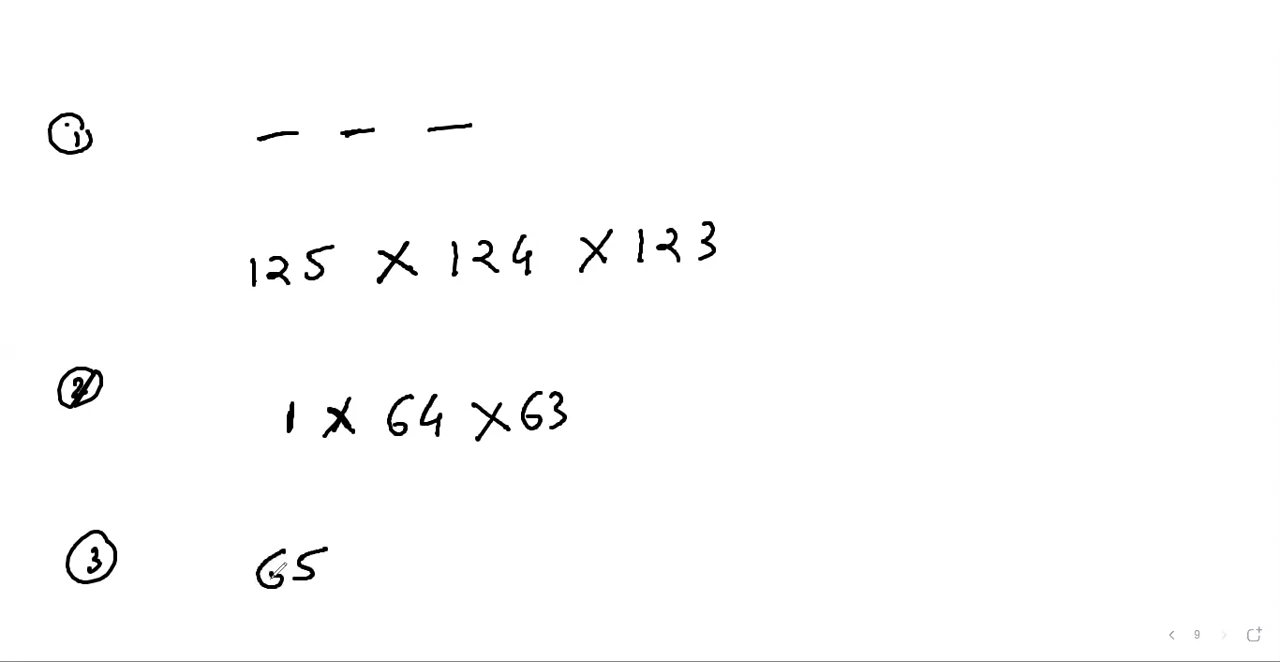 ① — — —
125 × 124 × 123
② 1 × 64 × 63
③ 65
< 9 >